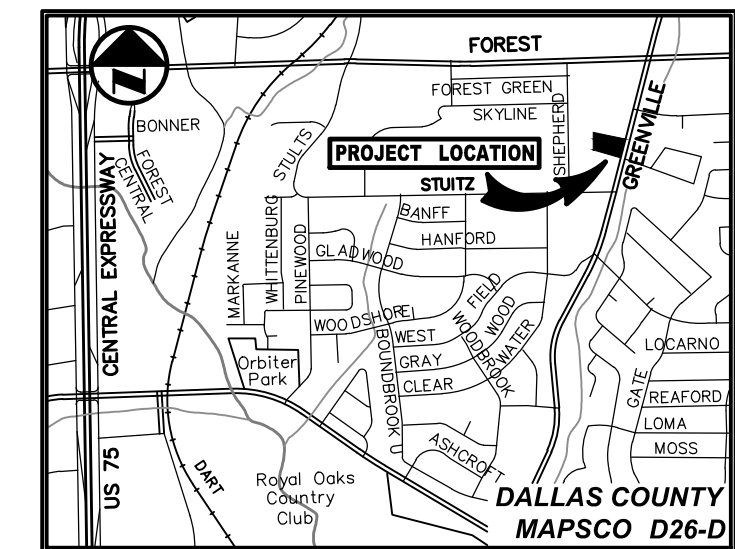 FOREST
FOREST GREEN
SKYLINE
SHEPHERD
GREENVILLE
N
BONNER
FOREST
CENTRAL
STULTS
PROJECT LOCATION
STUITZ
CENTRAL EXPRESSWAY
US 75
MARKANNE
WHITTENBURG
PINEWOOD
BANFF
HANFORD
GLADWOOD
FIELD
WOOD
WATER
WOODBROOK
WOODSHORE
WEST
GRAY
CLEAR
BOUNDBROOK
ASHCROFT
Orbiter
Park
LOCARNO
GATE
REAFORD
LOMA
MOSS
DART
Royal Oaks
Country
Club
DALLAS COUNTY
MAPSCO D26-D